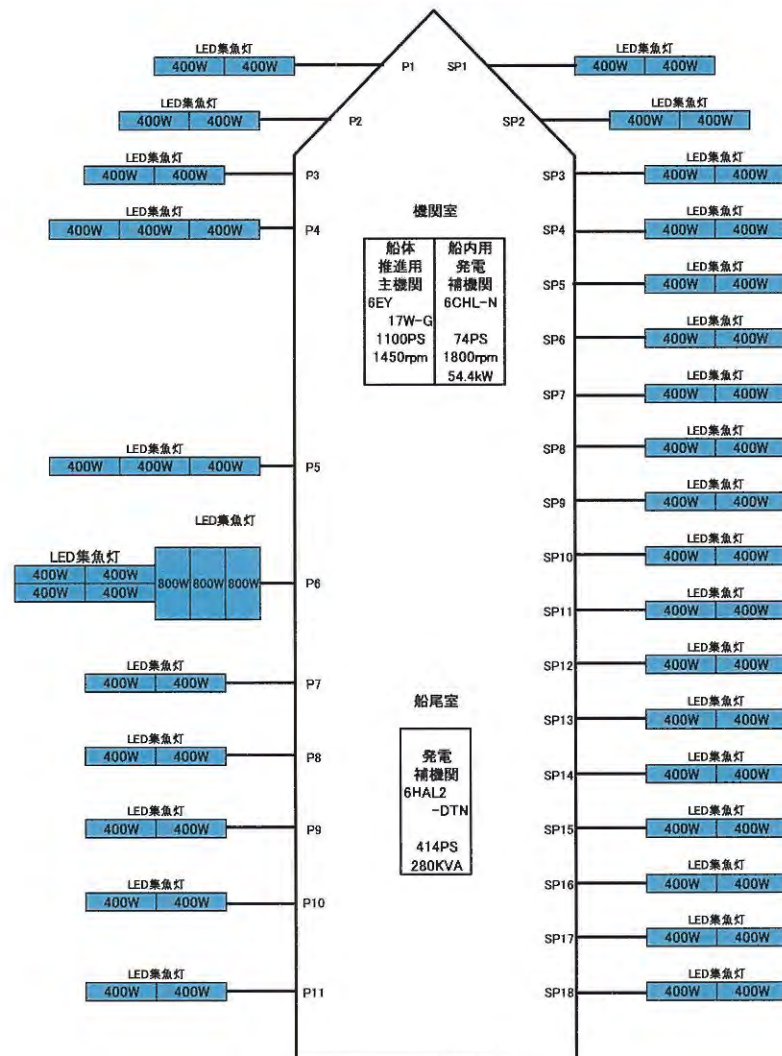 LED集魚灯
400W 400W
P1
SP1
LED集魚灯
400W 400W
LED集魚灯
400W 400W
P2
SP2
LED集魚灯
400W 400W
LED集魚灯
400W 400W
P3
SP3
LED集魚灯
400W 400W
LED集魚灯
400W 400W 400W
P4
SP4
LED集魚灯
400W 400W
機関室
船体
推進用
主機関
6EY
17W-G
1100PS
1450rpm
船内用
発電
補機関
6CHL-N
74PS
1800rpm
54.4kW
SP5
LED集魚灯
400W 400W
SP6
LED集魚灯
400W 400W
SP7
LED集魚灯
400W 400W
LED集魚灯
400W 400W 400W
P5
SP8
LED集魚灯
400W 400W
SP9
LED集魚灯
400W 400W
LED集魚灯
LED集魚灯
400W 400W
400W 400W
800W 800W 800W
P6
SP10
LED集魚灯
400W 400W
SP11
LED集魚灯
400W 400W
LED集魚灯
400W 400W
P7
SP12
LED集魚灯
400W 400W
船尾室
発電
補機関
6HAL2
-DTN
414PS
280KVA
SP13
LED集魚灯
400W 400W
LED集魚灯
400W 400W
P8
SP14
LED集魚灯
400W 400W
LED集魚灯
400W 400W
P9
SP15
LED集魚灯
400W 400W
LED集魚灯
400W 400W
P10
SP16
LED集魚灯
400W 400W
SP17
LED集魚灯
400W 400W
LED集魚灯
400W 400W
P11
SP18
LED集魚灯
400W 400W